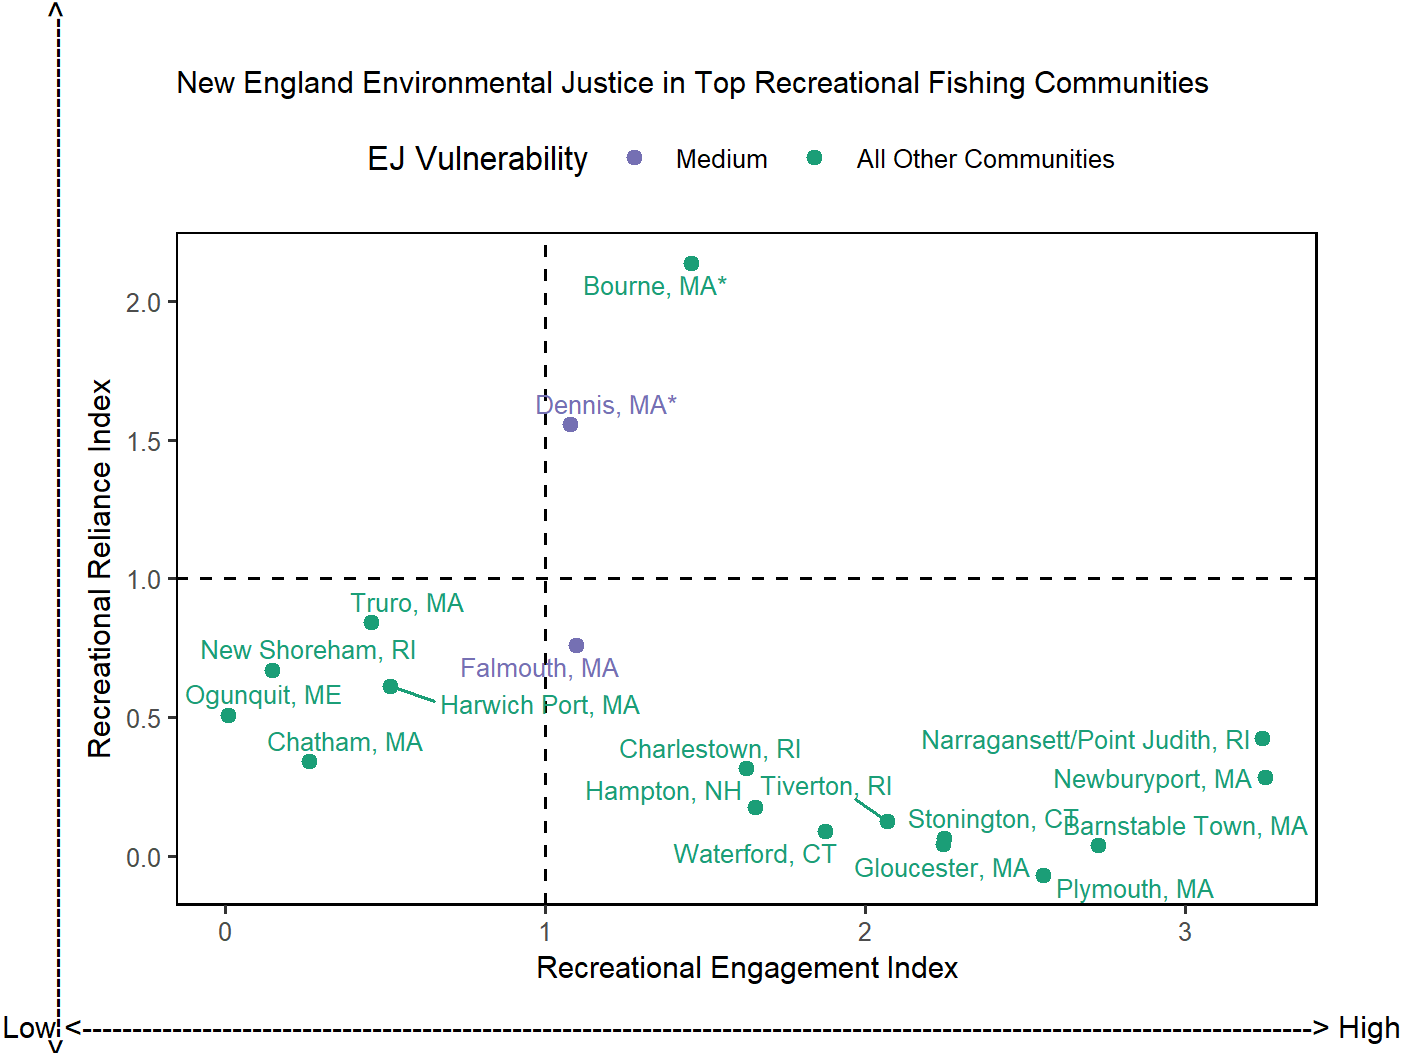 New England Environmental Justice in Top Recreational Fishing Communities
EJ Vulnerability
Medium
All Other Communities
Recreational Reliance Index
2.0
1.5
1.0
0.5
0.0
Bourne, MA*
Dennis, MA*
Truro, MA
New Shoreham, RI
Falmouth, MA
Ogunquit, ME
Harwich Port, MA
Chatham, MA
Charlestown, RI
Narragansett/Point Judith, RI
Hampton, NH
Tiverton, RI
Newburyport, MA
Stonington, CT
Barnstable Town, MA
Waterford, CT
Gloucester, MA
Plymouth, MA
0
1
2
3
Recreational Engagement Index
Low
High